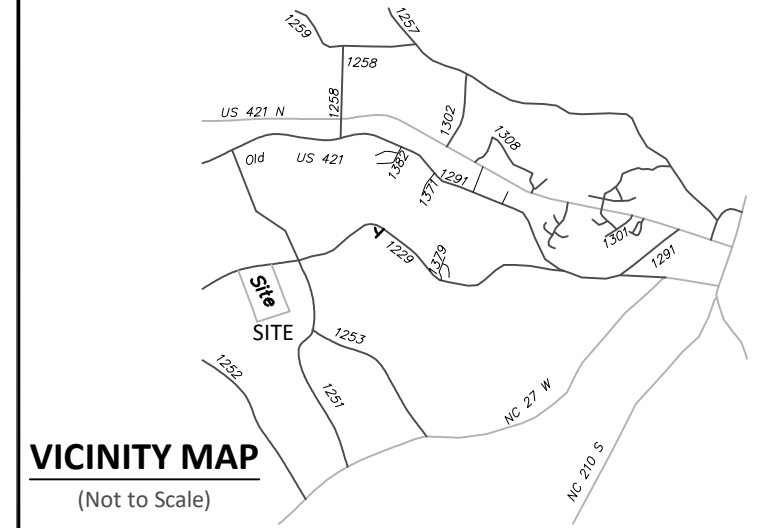 1259
1257
1258
1258
US 421 N
1302
1308
Old US 421
1382
1371
1291
1301
1229
1379
1291
Site
SITE
1253
1252
1251
NC 27 W
NC 210 S
VICINITY MAP
(Not to Scale)